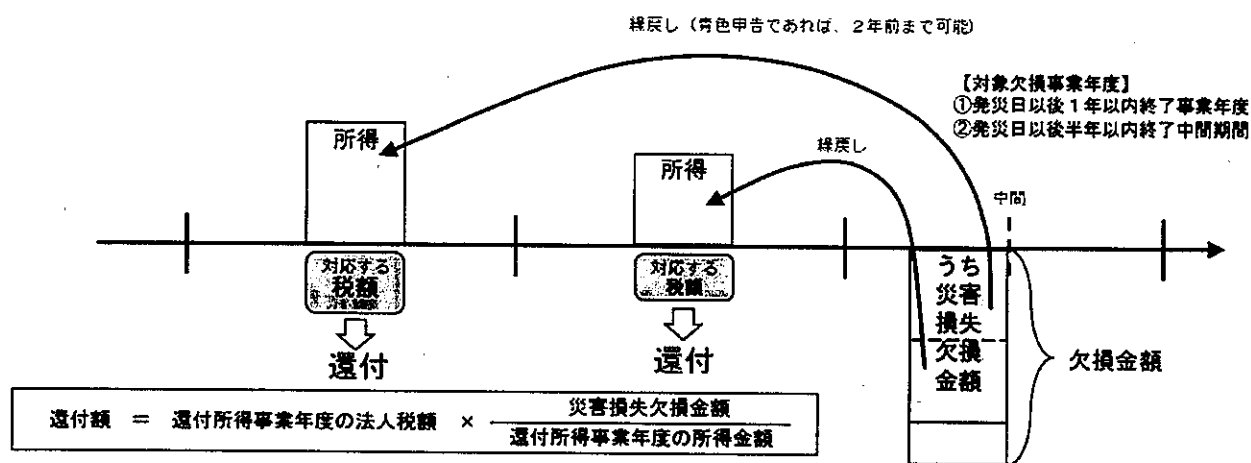 繰戻し（青色申告であれば、２年前まで可能）
【対象欠損事業年度】
①発災日以後１年以内終了事業年度
②発災日以後半年以内終了中間期間
所得
繰戻し
所得
中間
対応する
税額
対応する
税額
うち
災害
損失
欠損
金額
還付
還付
欠損金額
還付額 ＝ 還付所得事業年度の法人税額 × 災害損失欠損金額
還付所得事業年度の所得金額